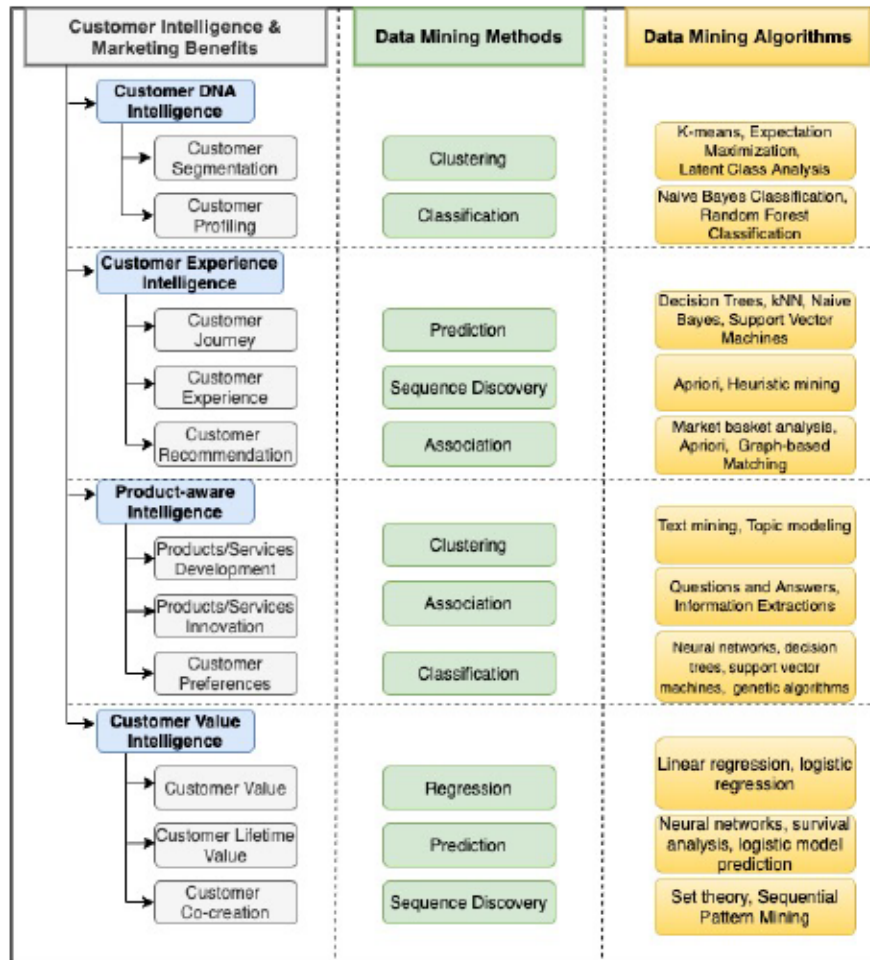 Customer Intelligence &
Marketing Benefits
Data Mining Methods
Data Mining Algorithms
Customer DNA
Intelligence
Customer
Segmentation
Clustering
K-means, Expectation
Maximization,
Latent Class Analysis
Customer
Profiling
Classification
Naive Bayes Classification,
Random Forest
Classification
Customer Experience
Intelligence
Customer
Journey
Prediction
Decision Trees, kNN, Naive
Bayes, Support Vector
Machines
Customer
Experience
Sequence Discovery
Apriori, Heuristic mining
Customer
Recommendation
Association
Market basket analysis,
Apriori, Graph-based
Matching
Product-aware
Intelligence
Products/Services
Development
Clustering
Text mining, Topic modeling
Products/Services
Innovation
Association
Questions and Answers,
Information Extractions
Customer
Preferences
Classification
Neural networks, decision
trees, support vector
machines, genetic algorithms
Customer Value
Intelligence
Customer Value
Regression
Linear regression, logistic
regression
Customer Lifetime
Value
Prediction
Neural networks, survival
analysis, logistic model
prediction
Customer
Co-creation
Sequence Discovery
Set theory, Sequential
Pattern Mining